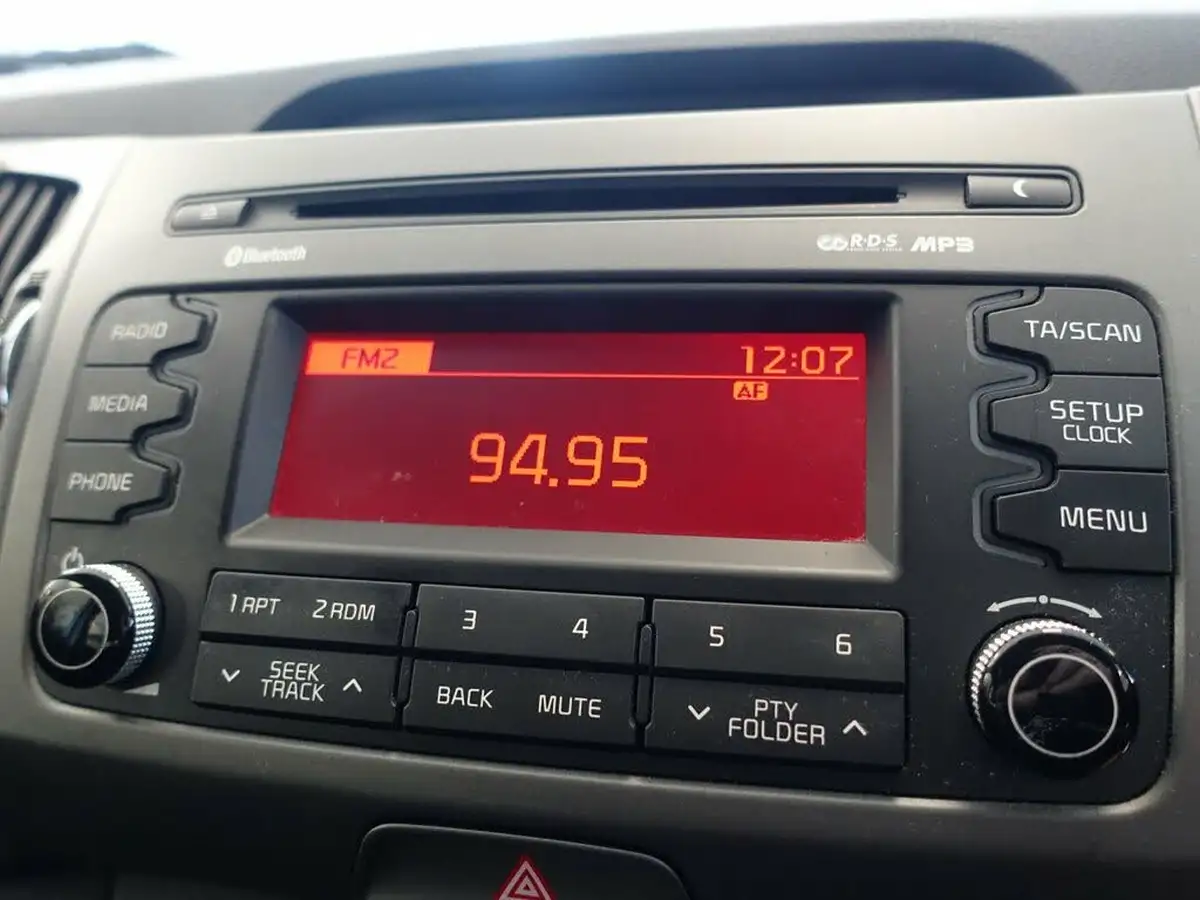 Bluetooth
R·D·S MP3
RADIO
MEDIA
PHONE
FM2 12:07
AF
94.95
TA/SCAN
SETUP
CLOCK
MENU
1 RPT 2 RDM 3 4 5 6
SEEK
TRACK
BACK MUTE
PTY
FOLDER